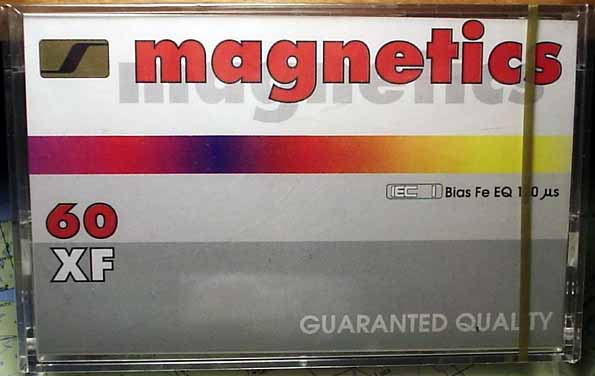 magnetics
IEC I Bias Fe EQ 120 µs
60
XF
GUARANTED QUALITY